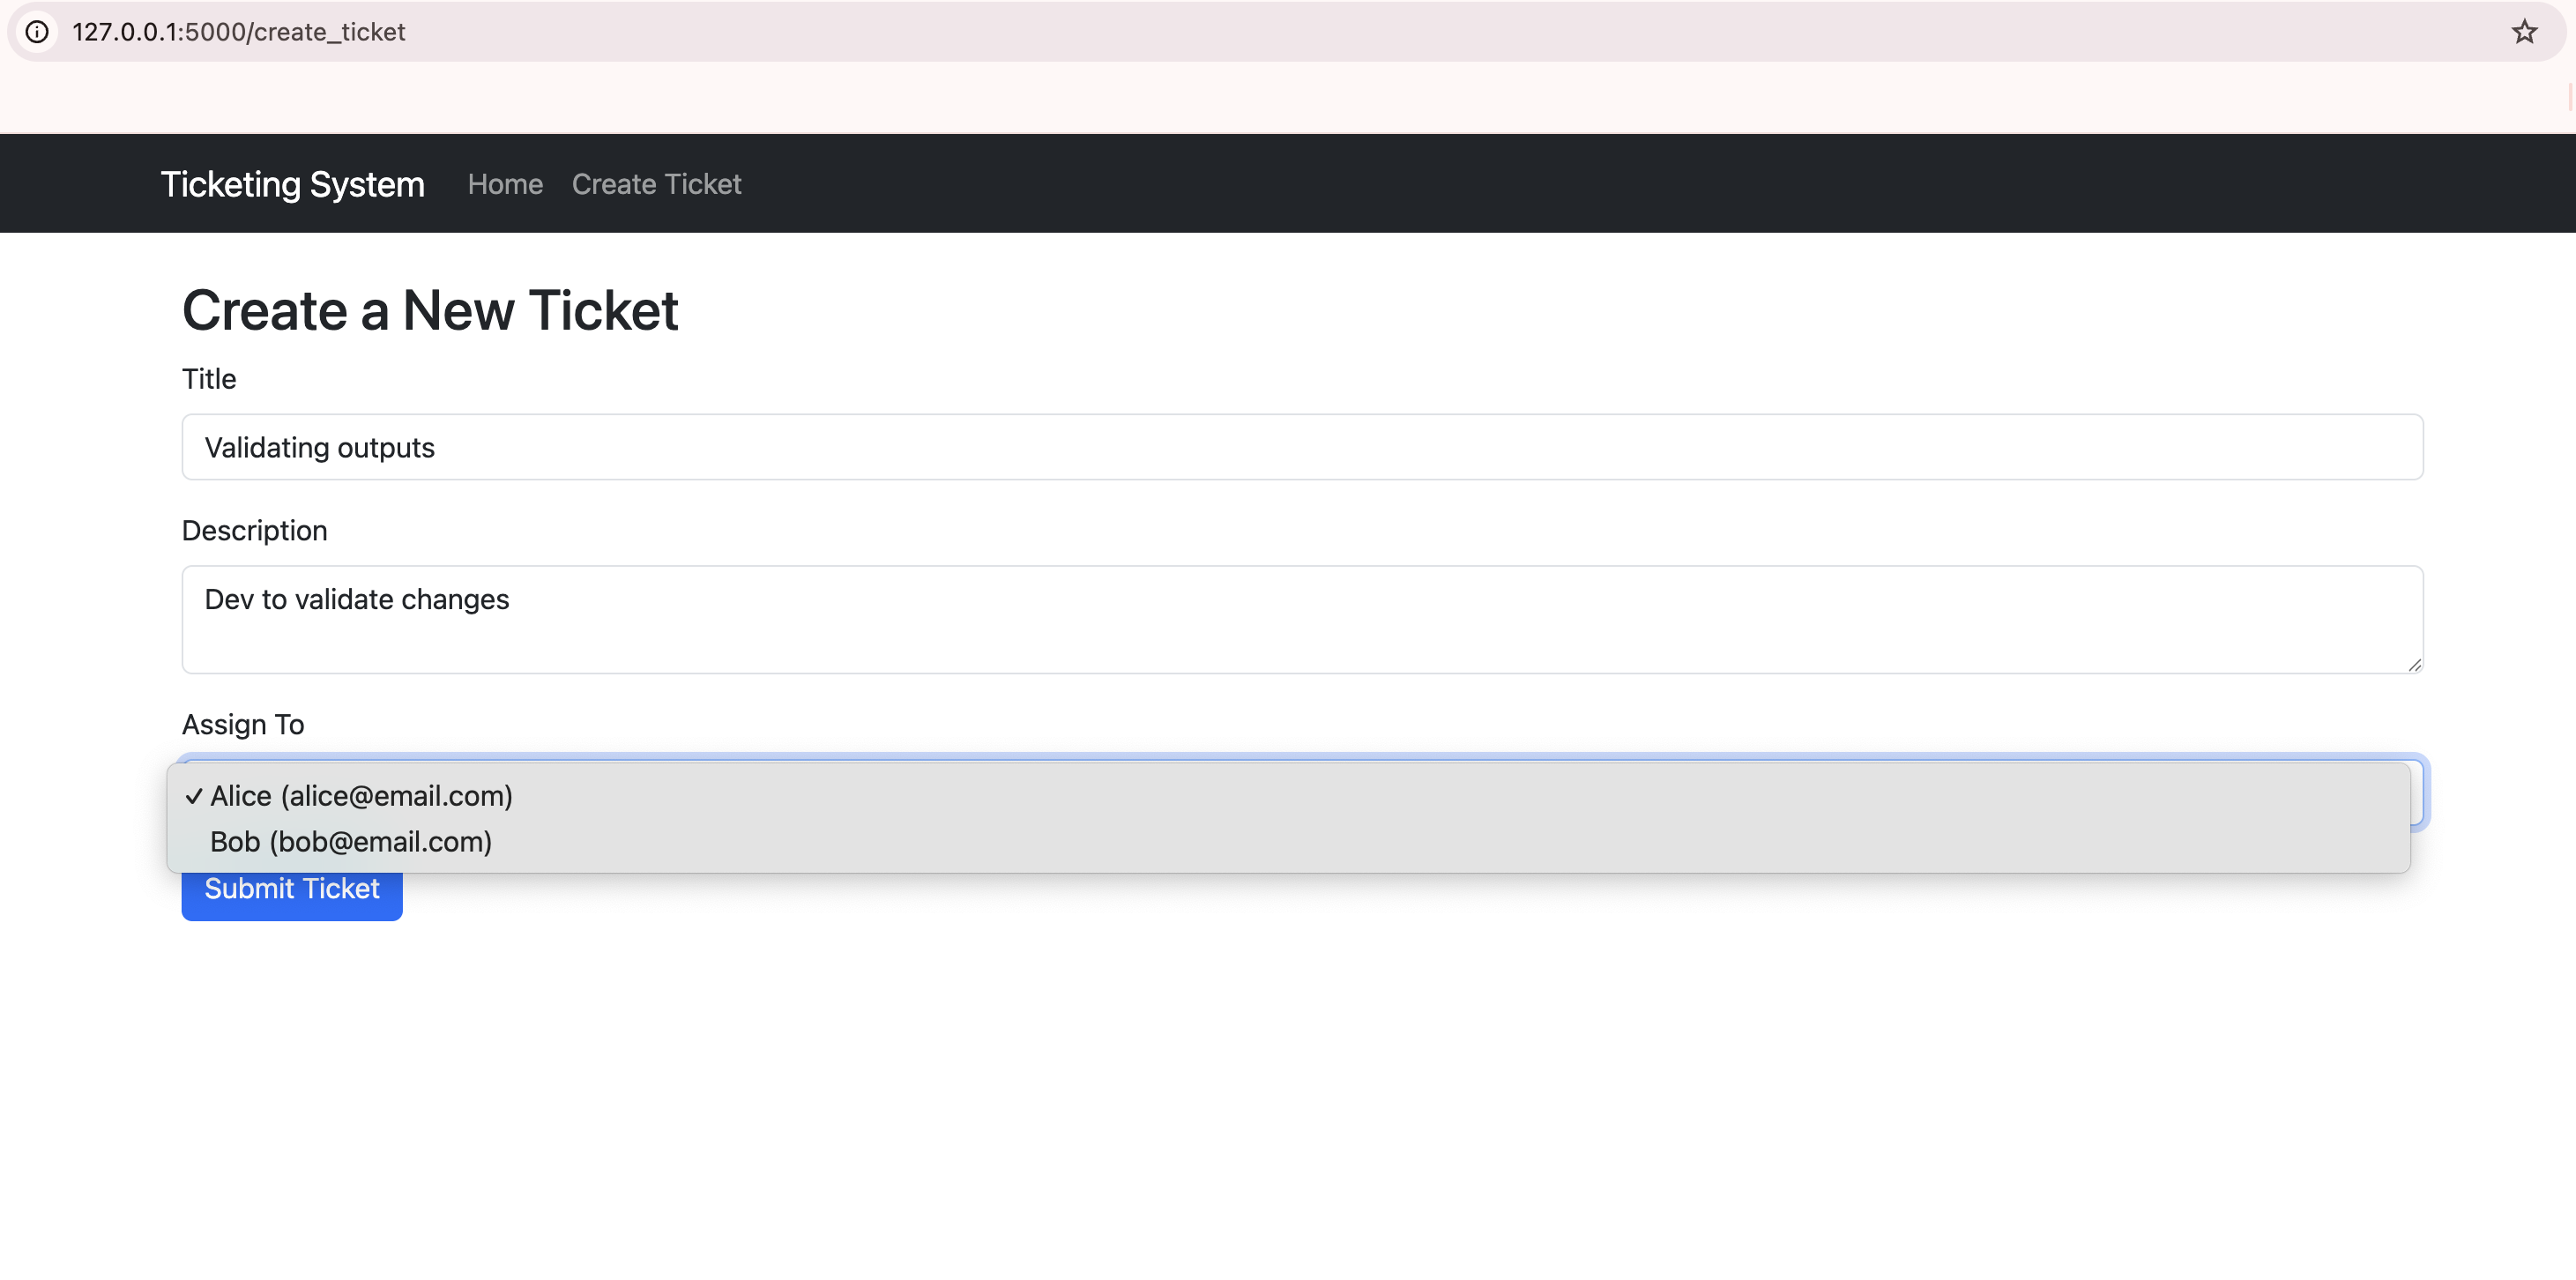 127.0.0.1:5000/create_ticket
Ticketing System Home Create Ticket
Create a New Ticket
Title
Validating outputs
Description
Dev to validate changes
Assign To
✓ Alice (alice@email.com)
Bob (bob@email.com)
Submit Ticket